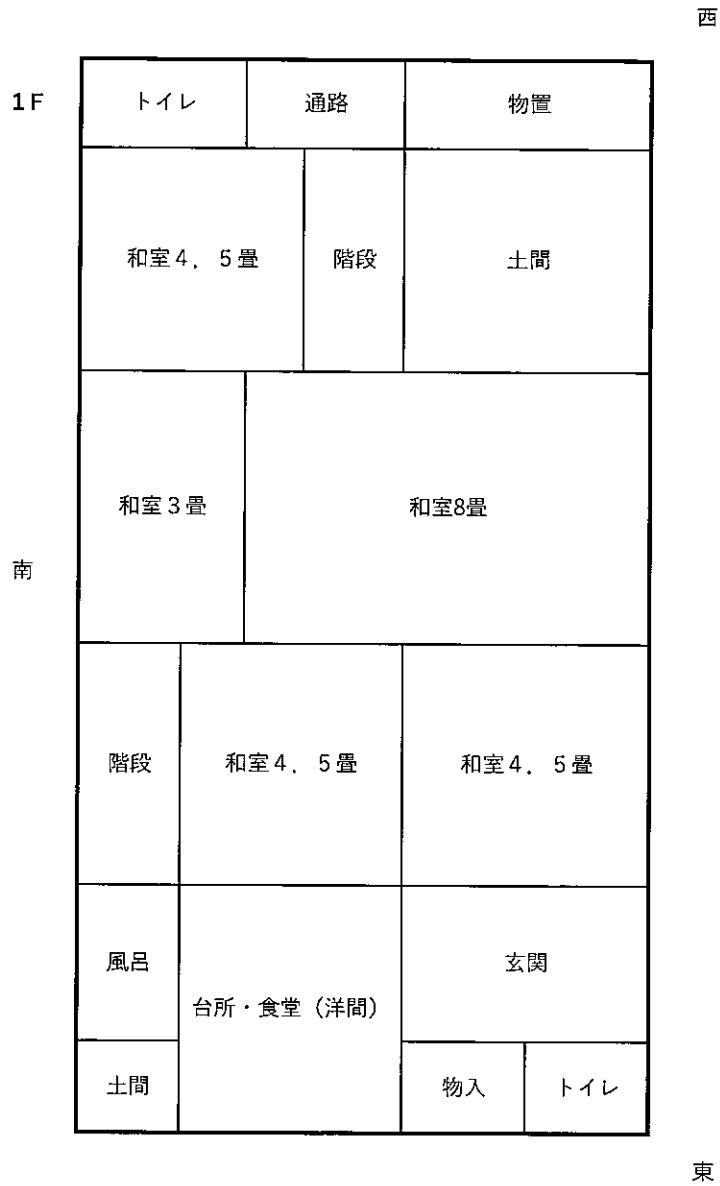 西
1F
トイレ
通路
物置
和室4．5畳
階段
土間
和室3畳
和室8畳
南
階段
和室4．5畳
和室4．5畳
風呂
台所・食堂（洋間）
玄関
土間
物入
トイレ
東